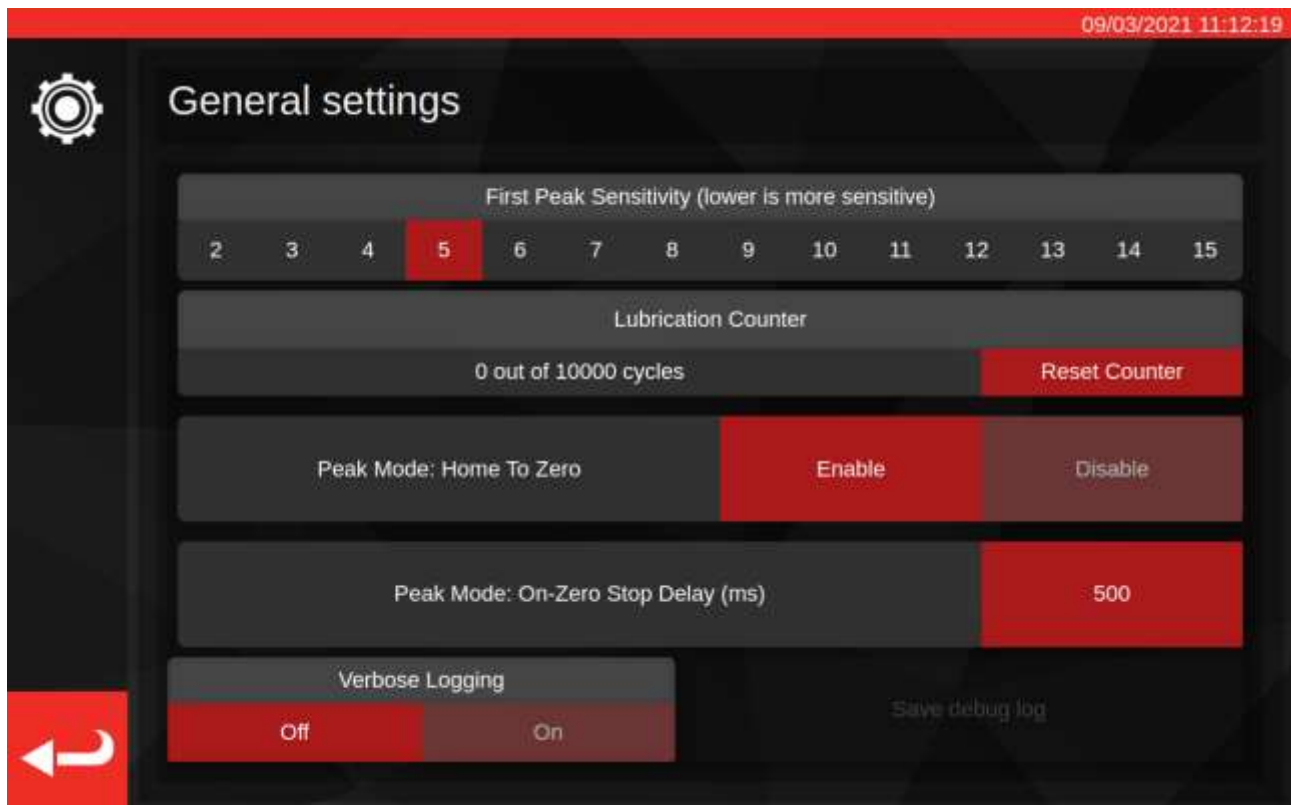 09/03/2021 11:12:19
General settings
First Peak Sensitivity (lower is more sensitive)
2 3 4 5 6 7 8 9 10 11 12 13 14 15
Lubrication Counter
0 out of 10000 cycles Reset Counter
Peak Mode: Home To Zero Enable Disable
Peak Mode: On-Zero Stop Delay (ms) 500
Verbose Logging
Off On
Save debug log